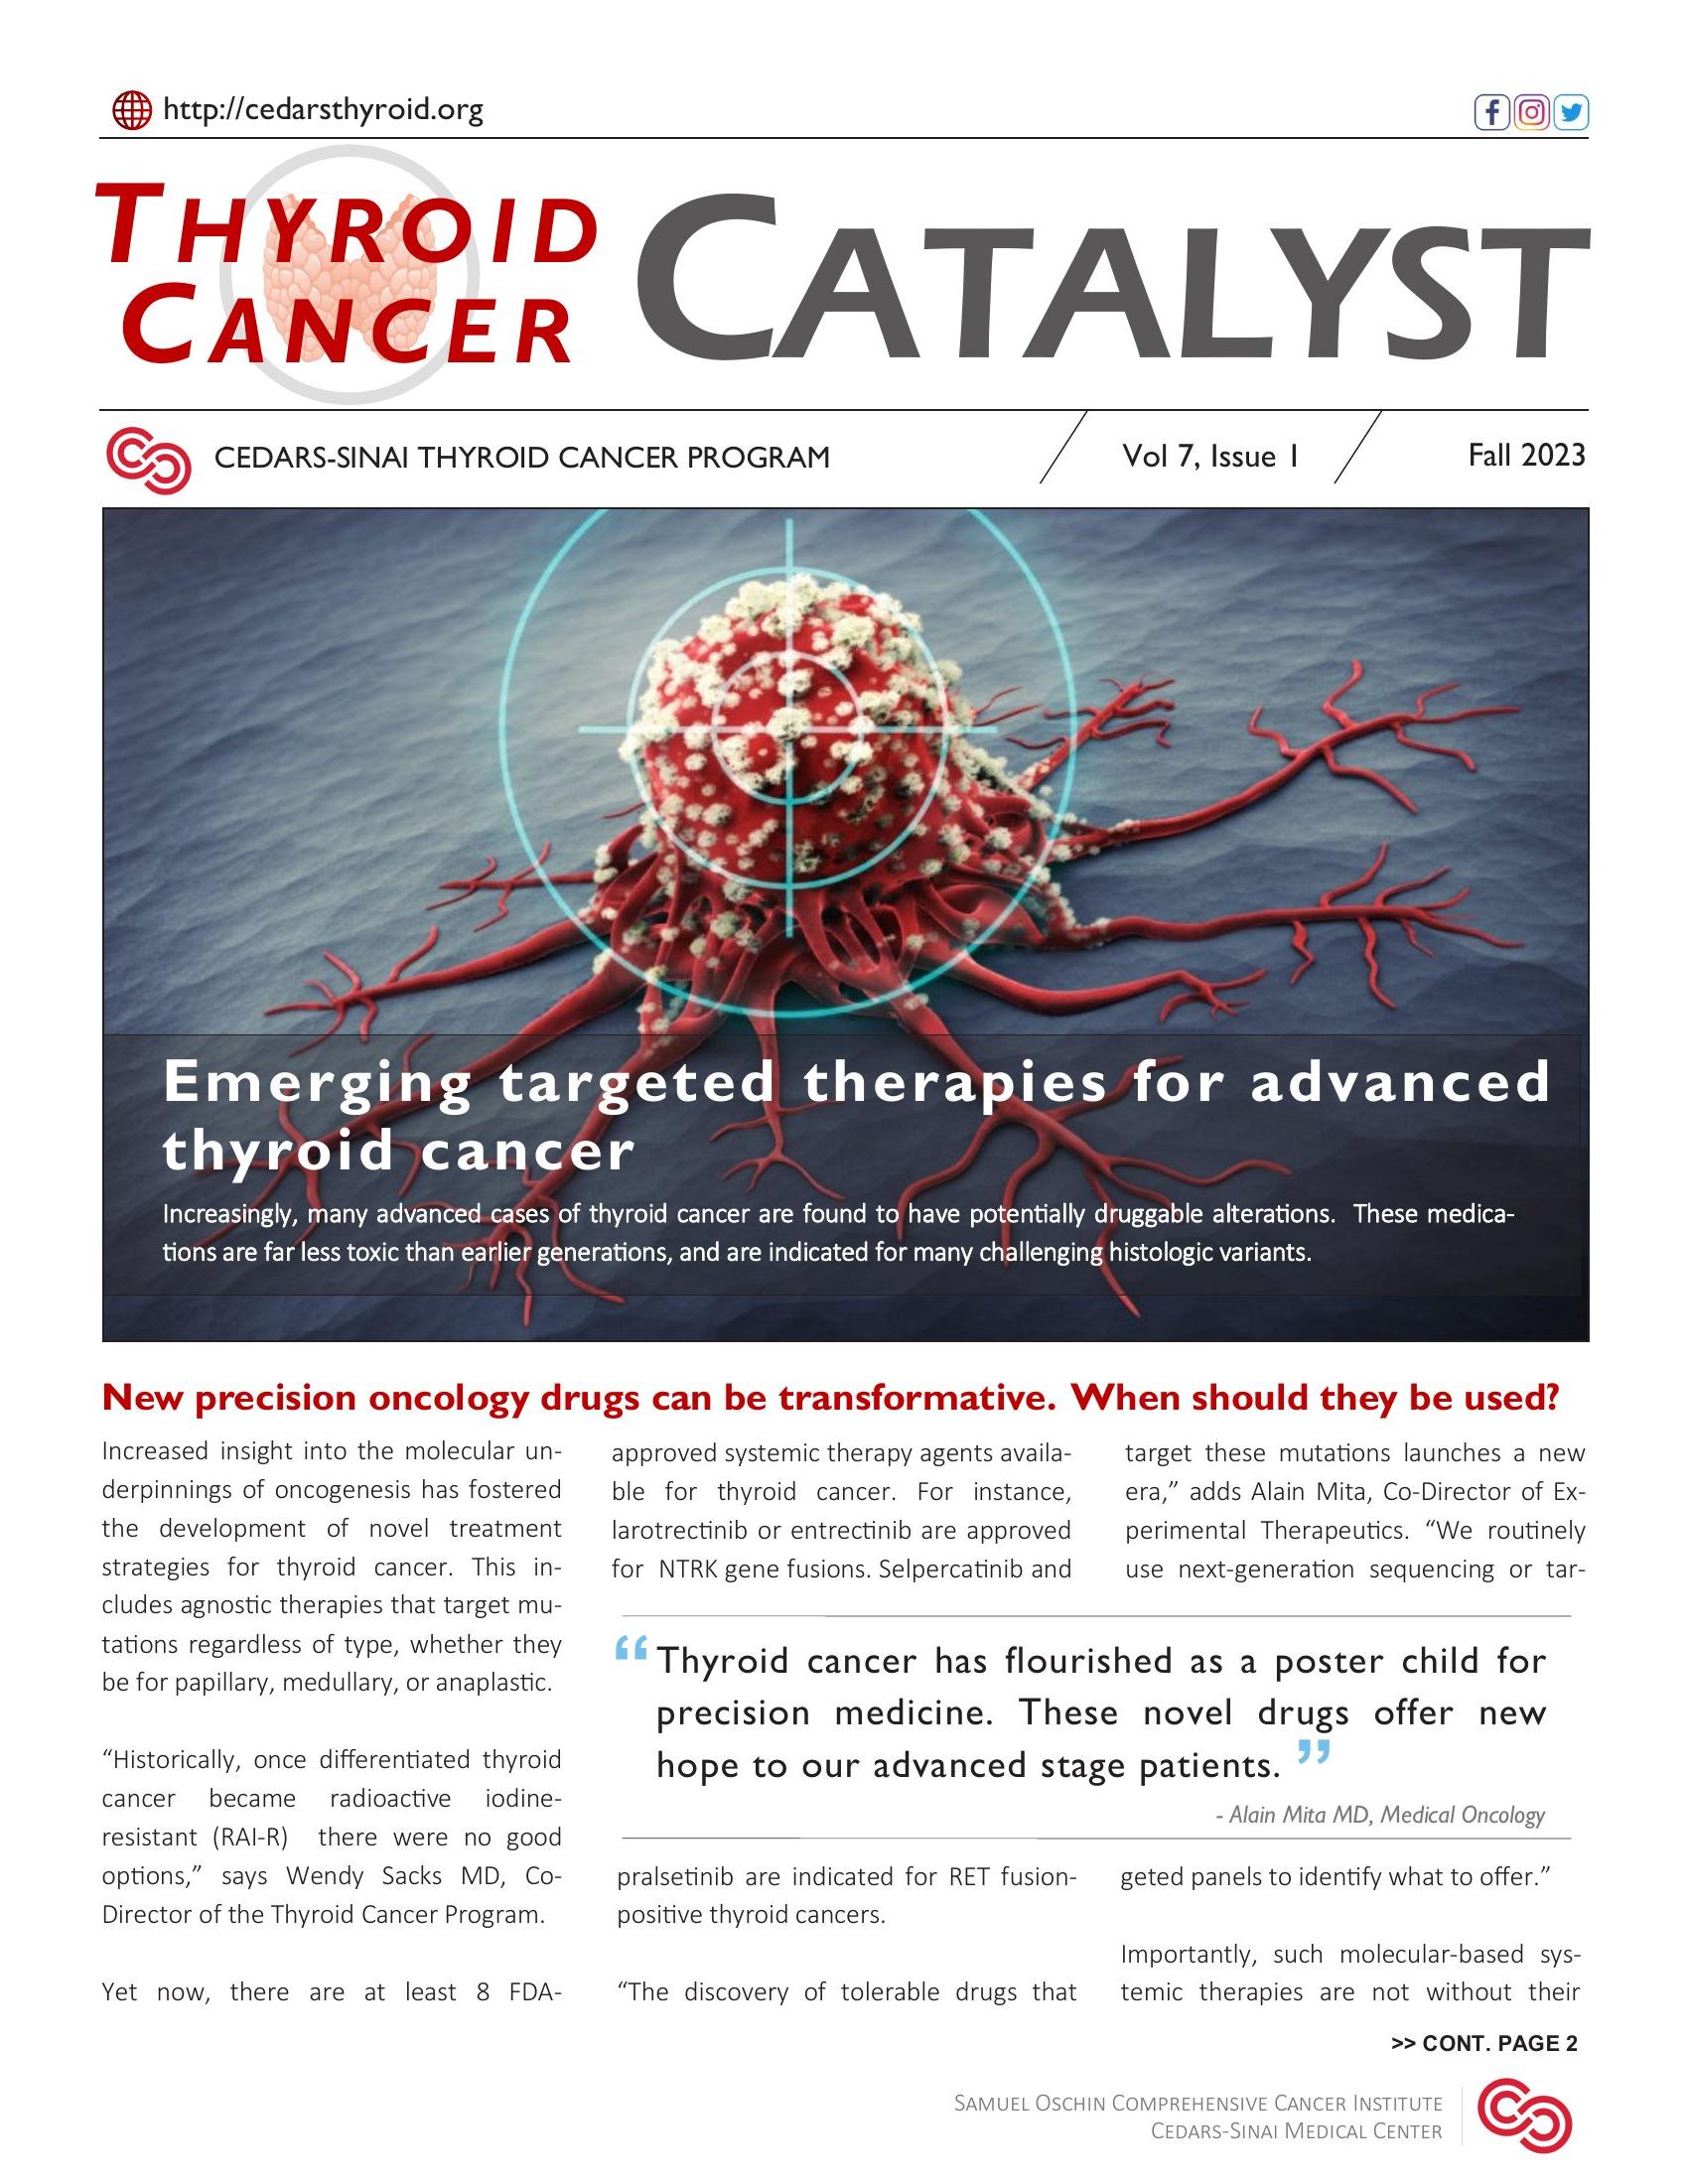 http://cedarsthyroid.org
THYROID
CANCER
CATALYST
CEDARS-SINAI THYROID CANCER PROGRAM
Vol 7, Issue 1
Fall 2023
Emerging targeted therapies for advanced
thyroid cancer
Increasingly, many advanced cases of thyroid cancer are found to have potentially druggable alterations. These medica-
tions are far less toxic than earlier generations, and are indicated for many challenging histologic variants.
New precision oncology drugs can be transformative. When should they be used?
Increased insight into the molecular un-
derpinnings of oncogenesis has fostered
the development of novel treatment
strategies for thyroid cancer. This in-
cludes agnostic therapies that target mu-
tations regardless of type, whether they
be for papillary, medullary, or anaplastic.
“Historically, once differentiated thyroid
cancer became radioactive iodine-
resistant (RAI-R) there were no good
options,” says Wendy Sacks MD, Co-
Director of the Thyroid Cancer Program.
Yet now, there are at least 8 FDA-
approved systemic therapy agents availa-
ble for thyroid cancer. For instance,
larotrectinib or entrectinib are approved
for NTRK gene fusions. Selpercatinib and
pralsetinib are indicated for RET fusion-
positive thyroid cancers.
“The discovery of tolerable drugs that
target these mutations launches a new
era,” adds Alain Mita, Co-Director of Ex-
perimental Therapeutics. “We routinely
use next-generation sequencing or tar-
geted panels to identify what to offer.”
Importantly, such molecular-based sys-
temic therapies are not without their
“Thyroid cancer has flourished as a poster child for
precision medicine. These novel drugs offer new
hope to our advanced stage patients.”
- Alain Mita MD, Medical Oncology
>> CONT. PAGE 2
SAMUEL OSCHIN COMPREHENSIVE CANCER INSTITUTE
CEDARS-SINAI MEDICAL CENTER